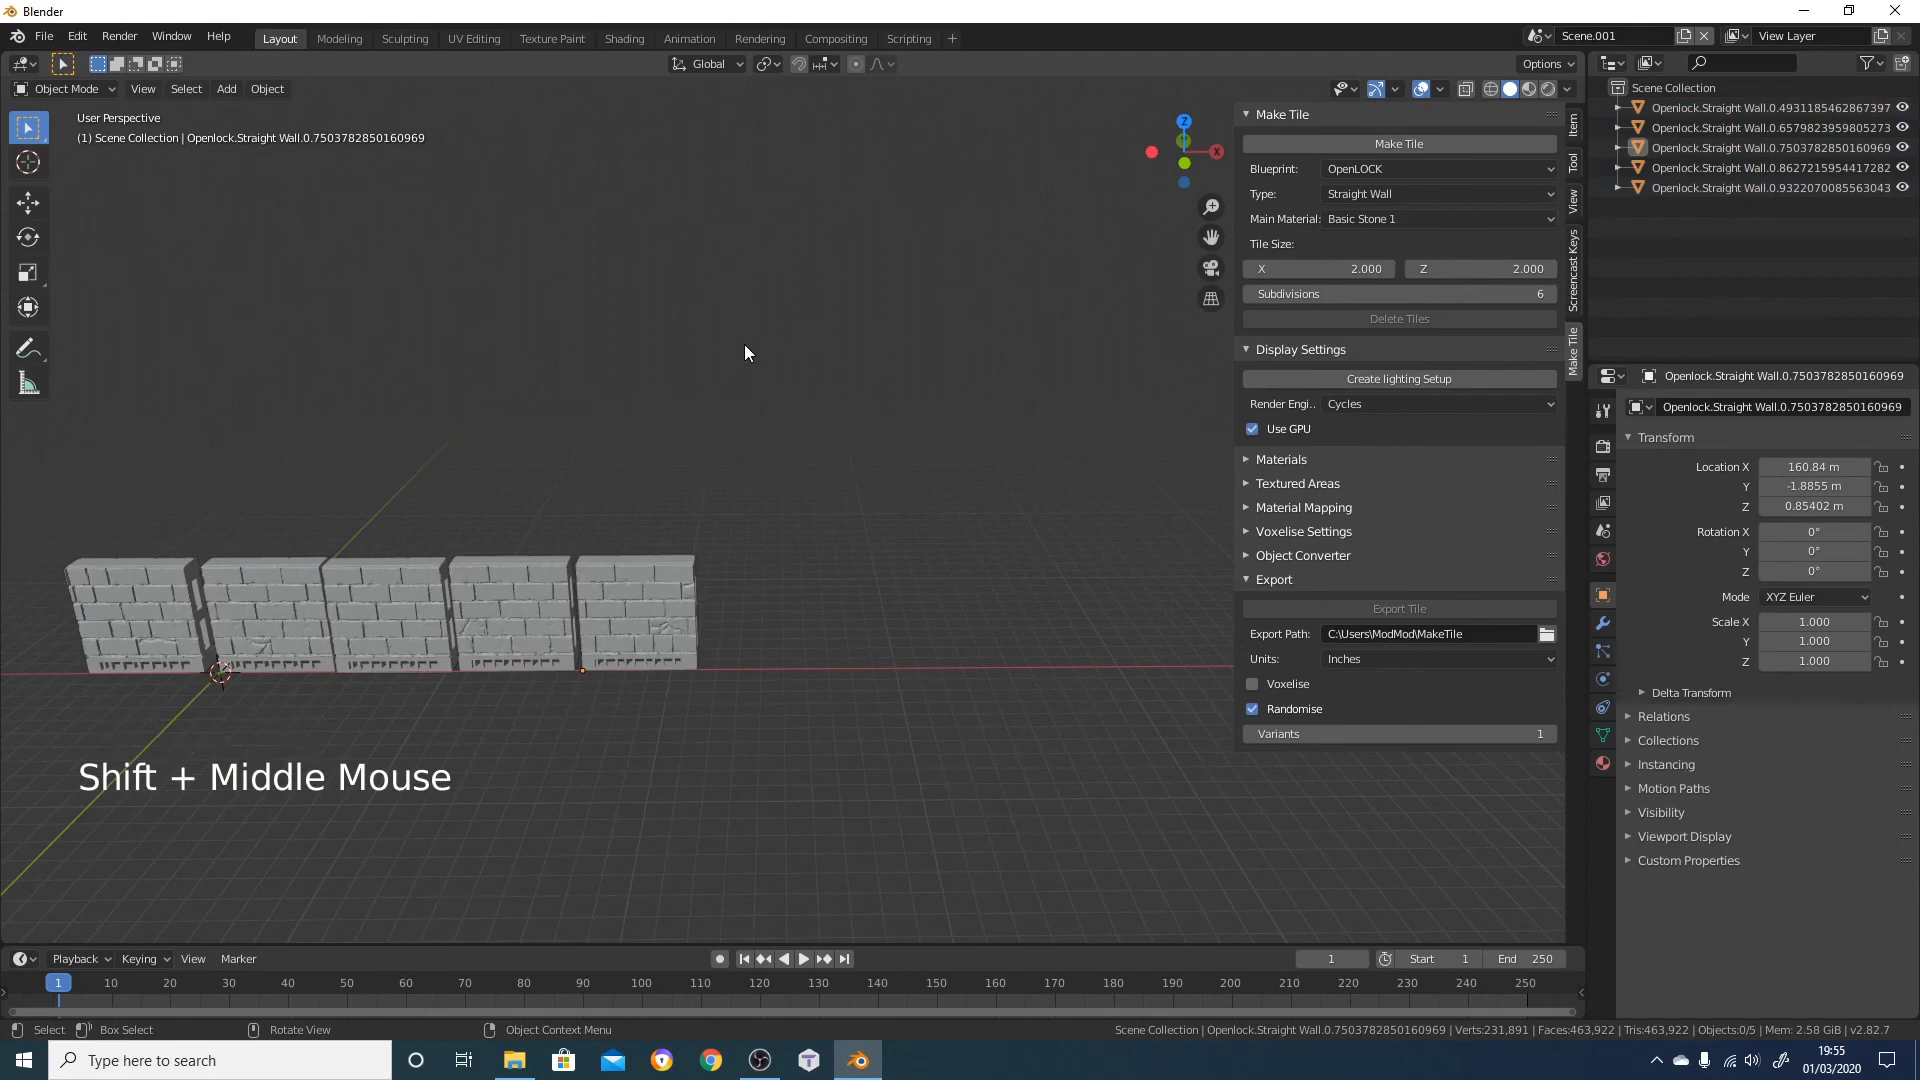 Blender
File Edit Render Window Help
Layout Modeling Sculpting UV Editing Texture Paint Shading Animation Rendering Compositing Scripting +
Scene.001 View Layer
Global Options
Object Mode View Select Add Object
User Perspective
(1) Scene Collection | Openlock.Straight Wall.0.7503782850160969
Z
X
Make Tile
Make Tile
Blueprint: OpenLOCK
Type: Straight Wall
Main Material: Basic Stone 1
Tile Size:
X 2.000 Z 2.000
Subdivisions 6
Delete Tiles
Display Settings
Create lighting Setup
Render Engi.. Cycles
Use GPU
Materials
Textured Areas
Material Mapping
Voxelise Settings
Object Converter
Export
Export Tile
Export Path: C:\Users\ModMod\MakeTile
Units: Inches
Voxelise
Randomise
Variants 1
Item
Tool
View
Screencast Keys
Make Tile
Scene Collection
Openlock.Straight Wall.0.4931185462867397
Openlock.Straight Wall.0.6579823959805273
Openlock.Straight Wall.0.7503782850160969
Openlock.Straight Wall.0.8627215954417282
Openlock.Straight Wall.0.9322070085563043
Openlock.Straight Wall.0.7503782850160969
Openlock.Straight Wall.0.7503782850160969
Transform
Location X 160.84 m
Y -1.8855 m
Z 0.85402 m
Rotation X 0°
Y 0°
Z 0°
Mode XYZ Euler
Scale X 1.000
Y 1.000
Z 1.000
Delta Transform
Relations
Collections
Instancing
Motion Paths
Visibility
Viewport Display
Custom Properties
Shift + Middle Mouse
Playback Keying View Marker
1 Start 1 End 250
1 10 20 30 40 50 60 70 80 90 100 110 120 130 140 150 160 170 180 190 200 210 220 230 240 250
Select Box Select Rotate View Object Context Menu
Scene Collection | Openlock.Straight Wall.0.7503782850160969 | Verts:231,891 | Faces:463,922 | Tris:463,922 | Objects:0/5 | Mem: 2.58 GiB | v2.82.7
Type here to search
19:55
01/03/2020